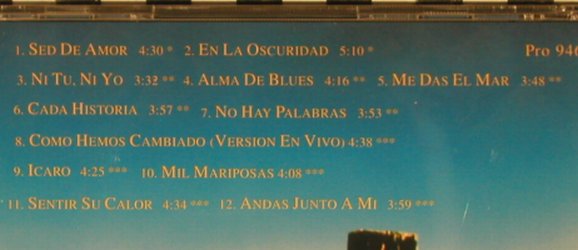 1. SED DE AMOR 4:30 * 2. EN LA OSCURIDAD 5:10 * Pro 946
3. NI TU, NI YO 3:32 ** 4. ALMA DE BLUES 4:16 ** 5. ME DAS EL MAR 3:48 **
6. CADA HISTORIA 3:57 ** 7. NO HAY PALABRAS 3:53 **
8. COMO HEMOS CAMBIADO (VERSION EN VIVO) 4:38 ***
9. ICARO 4:25 *** 10. MIL MARIPOSAS 4:08 ***
11. SENTIR SU CALOR 4:34 *** 12. ANDAS JUNTO A MI 3:59 ***